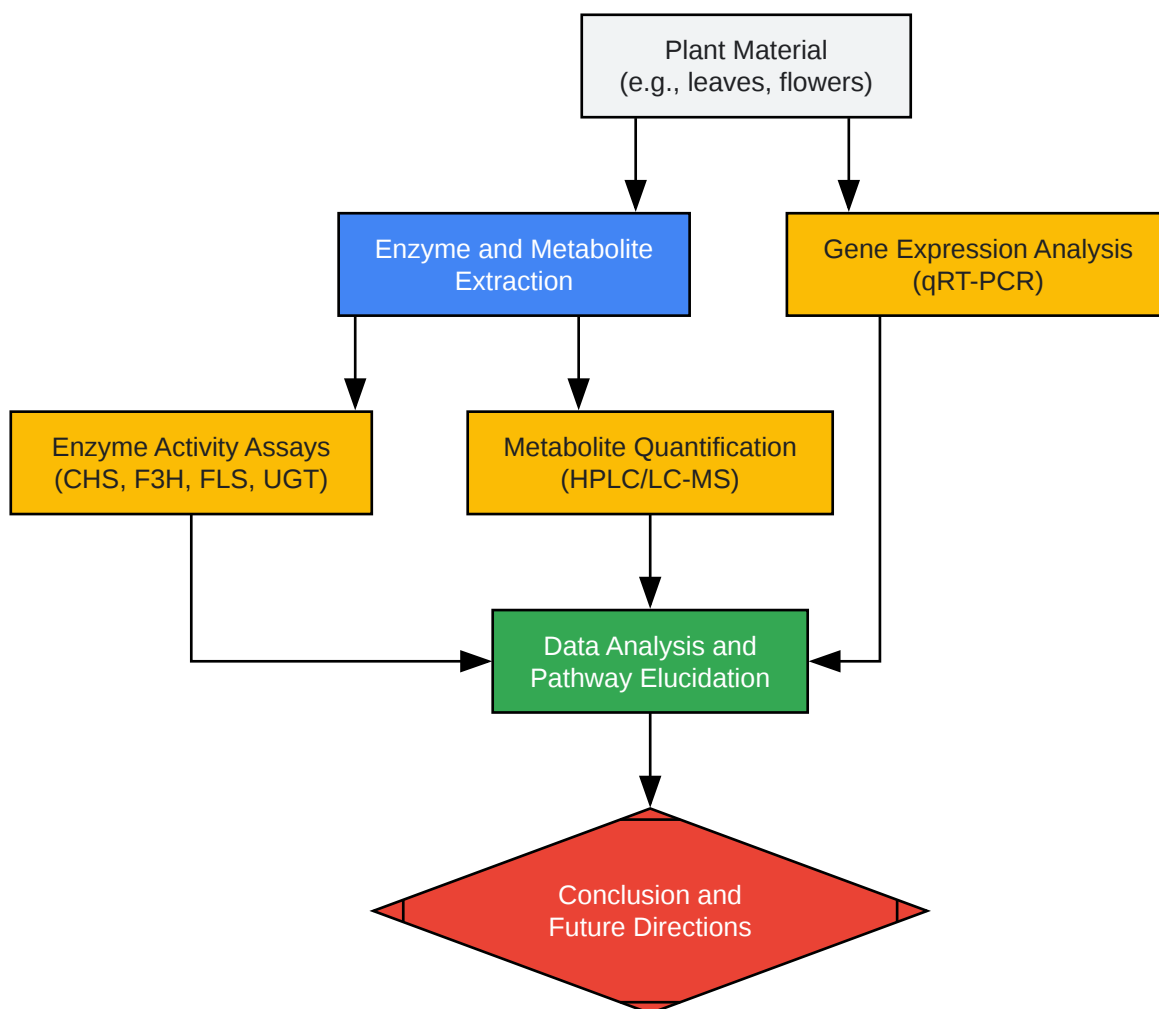 Plant Material
(e.g., leaves, flowers)
Enzyme and Metabolite
Extraction
Gene Expression Analysis
(qRT-PCR)
Enzyme Activity Assays
(CHS, F3H, FLS, UGT)
Metabolite Quantification
(HPLC/LC-MS)
Data Analysis and
Pathway Elucidation
Conclusion and
Future Directions